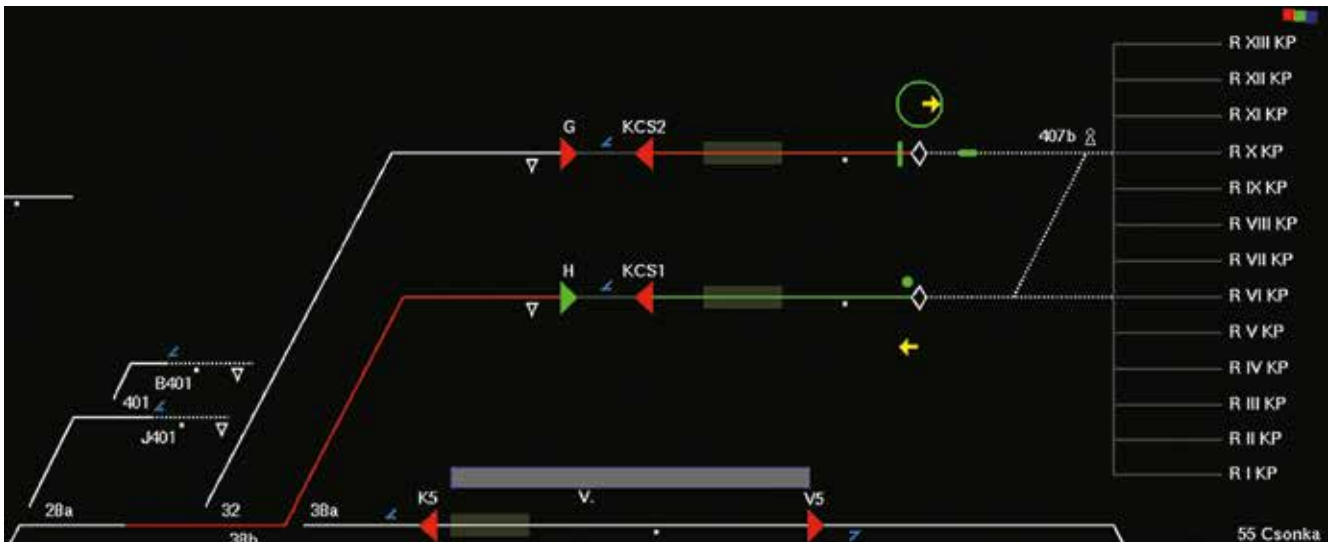 R XIII KP
R XII KP
G KCS2
R XI KP
407b
R X KP
R IX KP
R VIII KP
H KCS1
R VII KP
R VI KP
R V KP
B401
R IV KP
401
R III KP
J401
R II KP
R I KP
K5 V. V5
28a 32 38a
38b
55 Csonka